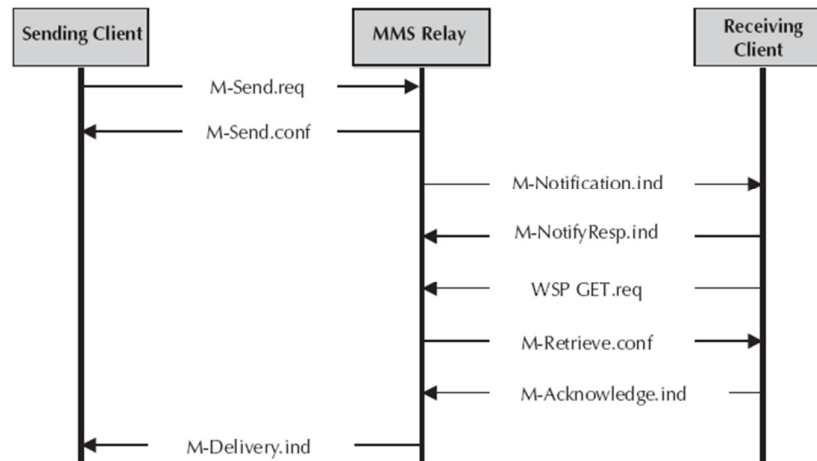 Sending Client
MMS Relay
Receiving
Client
M-Send.req
M-Send.conf
M-Notification.ind
M-NotifyResp.ind
WSP GET.req
M-Retrieve.conf
M-Acknowledge.ind
M-Delivery.ind